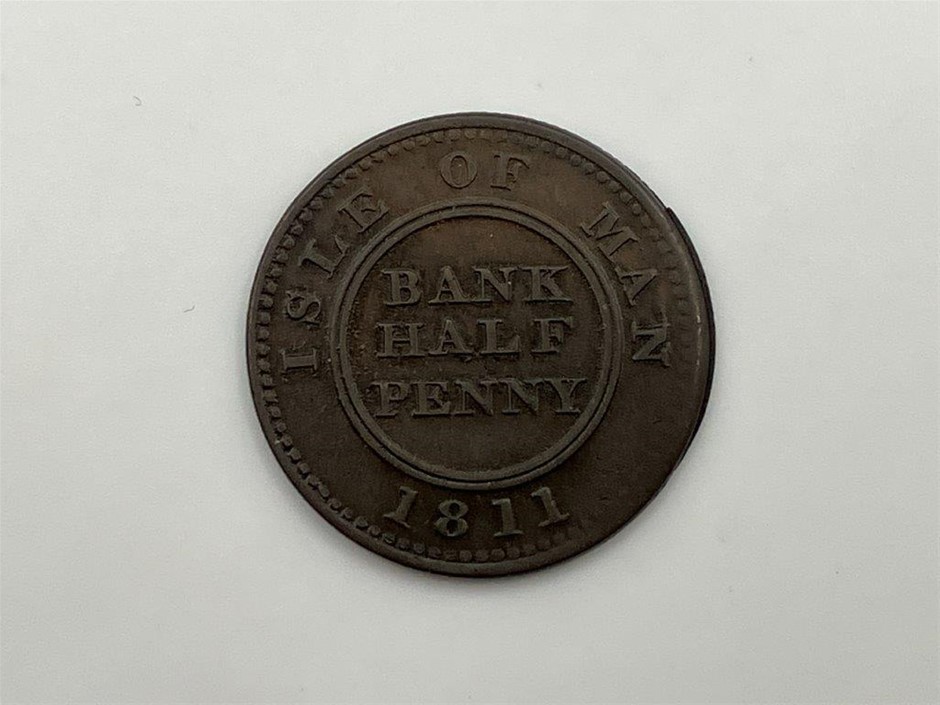 ISLE OF MAN
BANK
HALF
PENNY
1811